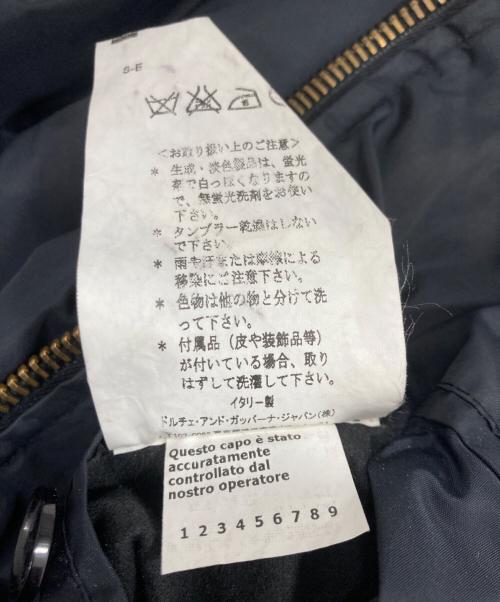 S-E
<お取り扱い上のご注意>
* 生成・淡色製品は、蛍光
剤で白っぽくなりますの
で、無蛍光洗剤をお使い
下さい。
* タンブラー乾燥はしない
で下さい。
* 雨や汗または摩擦による
移染にご注意下さい。
* 色物は他の物と分けて洗
って下さい。
* 付属品(皮や装飾品等)
が付いている場合、取り
はずして洗濯して下さい。
イタリー製
ドルチェ・アンド・ガッバーナ・ジャパン(株)
Questo capo è stato
accuratamente
controllato dal
nostro operatore
1 2 3 4 5 6 7 8 9